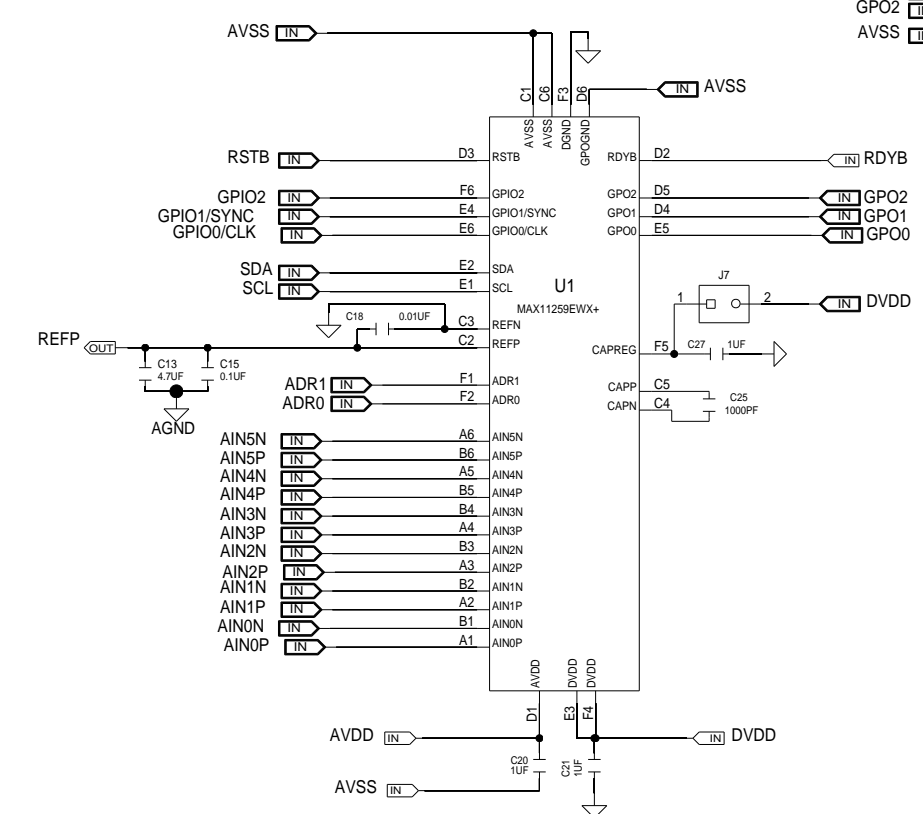 GPO2
AVSS IN
AVSS
C1 C6 F3 D6
IN AVSS
AVSS AVSS DGND GPOGND
RSTB IN D3 RSTB
RDYB D2 IN RDYB
GPIO2 IN F6 GPIO2
GPO2 D5 IN GPO2
GPIO1/SYNC IN E4 GPIO1/SYNC
GPO1 D4 IN GPO1
GPIO0/CLK IN E6 GPIO0/CLK
GPO0 E5 IN GPO0
SDA IN E2 SDA
SCL IN E1 SCL
U1
MAX11259EWX+
J7
1 2 IN DVDD
C18 0.01UF C3 REFN
REFP OUT C2 REFP
CAPREG F5 C27 1UF
C13 4.7UF
C15 0.1UF
AGND
ADR1 IN F1 ADR1
ADR0 IN F2 ADR0
CAPP C5
CAPN C4
C25
1000PF
AIN5N IN A6 AIN5N
AIN5P IN B6 AIN5P
AIN4N IN A5 AIN4N
AIN4P IN B5 AIN4P
AIN3N IN B4 AIN3N
AIN3P IN A4 AIN3P
AIN2N IN B3 AIN2N
AIN2P IN A3 AIN2P
AIN1N IN B2 AIN1N
AIN1P IN A2 AIN1P
AIN0N IN B1 AIN0N
AIN0P IN A1 AIN0P
AVDD DVDD DVDD
D1 E3 F4
AVDD IN
IN DVDD
C20 1UF
C21 1UF
AVSS IN